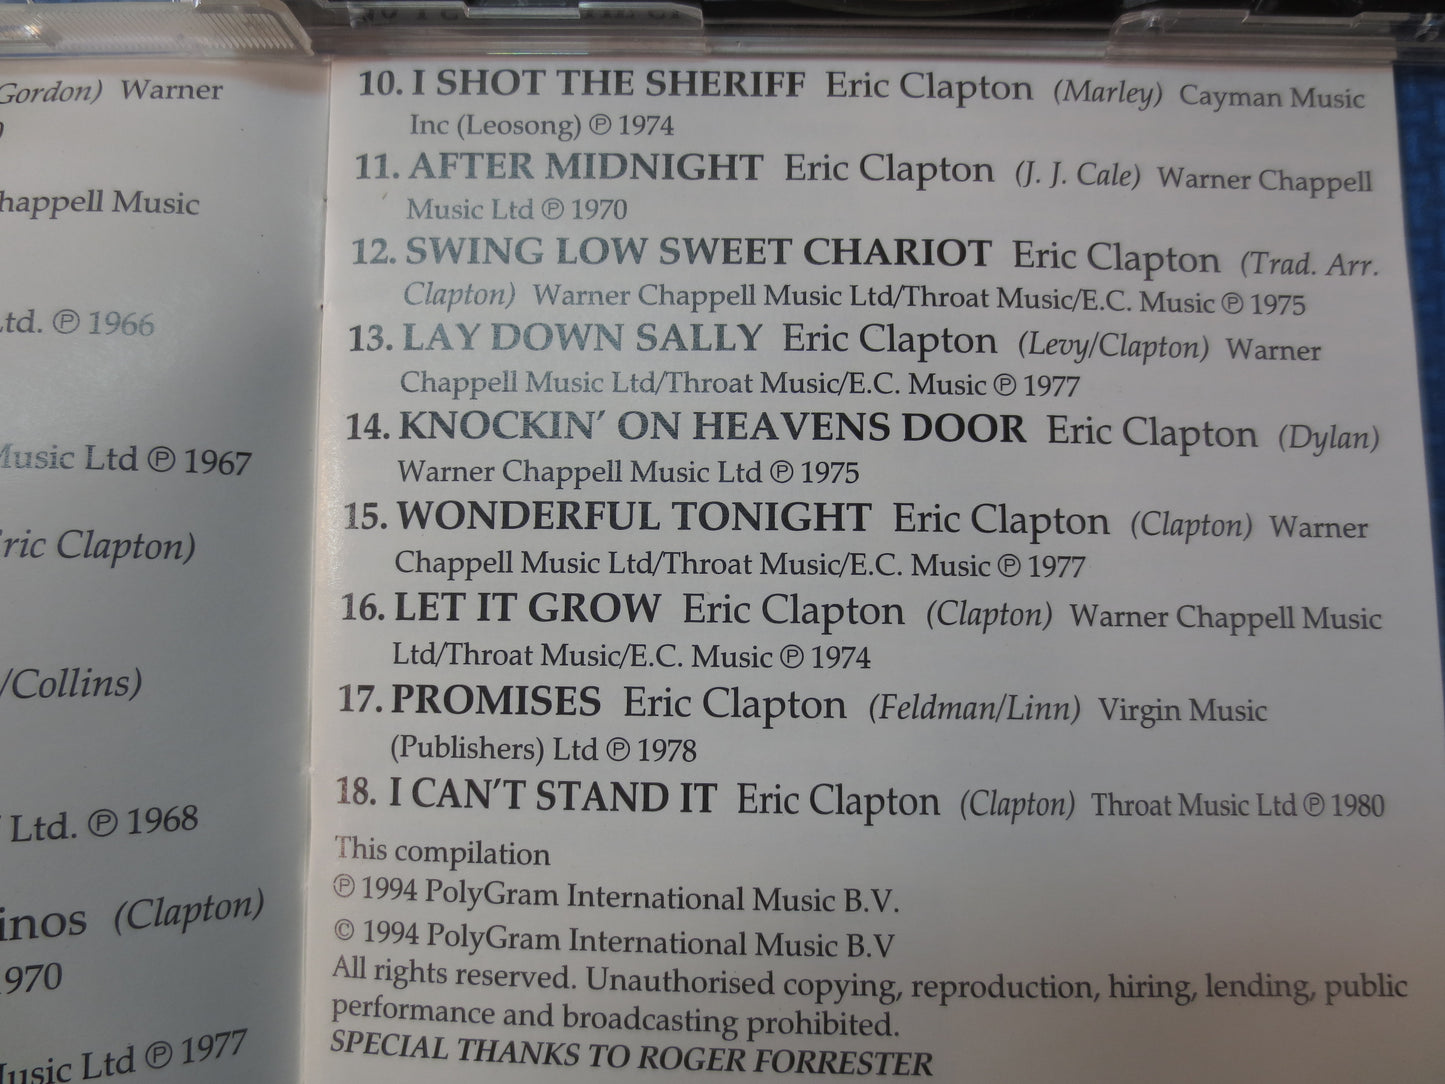 Gordon) Warner
)
happell Music
td. ℗ 1966
Music Ltd ℗ 1967
ric Clapton)
/Collins)
Ltd. ℗ 1968
inos (Clapton)
1970
Music Ltd ℗ 1977
10. I SHOT THE SHERIFF Eric Clapton (Marley) Cayman Music
Inc (Leosong) ℗ 1974
11. AFTER MIDNIGHT Eric Clapton (J. J. Cale) Warner Chappell
Music Ltd ℗ 1970
12. SWING LOW SWEET CHARIOT Eric Clapton (Trad. Arr.
Clapton) Warner Chappell Music Ltd/Throat Music/E.C. Music ℗ 1975
13. LAY DOWN SALLY Eric Clapton (Levy/Clapton) Warner
Chappell Music Ltd/Throat Music/E.C. Music ℗ 1977
14. KNOCKIN' ON HEAVENS DOOR Eric Clapton (Dylan)
Warner Chappell Music Ltd ℗ 1975
15. WONDERFUL TONIGHT Eric Clapton (Clapton) Warner
Chappell Music Ltd/Throat Music/E.C. Music ℗ 1977
16. LET IT GROW Eric Clapton (Clapton) Warner Chappell Music
Ltd/Throat Music/E.C. Music ℗ 1974
17. PROMISES Eric Clapton (Feldman/Linn) Virgin Music
(Publishers) Ltd ℗ 1978
18. I CAN'T STAND IT Eric Clapton (Clapton) Throat Music Ltd ℗ 1980
This compilation
℗ 1994 PolyGram International Music B.V.
© 1994 PolyGram International Music B.V
All rights reserved. Unauthorised copying, reproduction, hiring, lending, public
performance and broadcasting prohibited.
SPECIAL THANKS TO ROGER FORRESTER